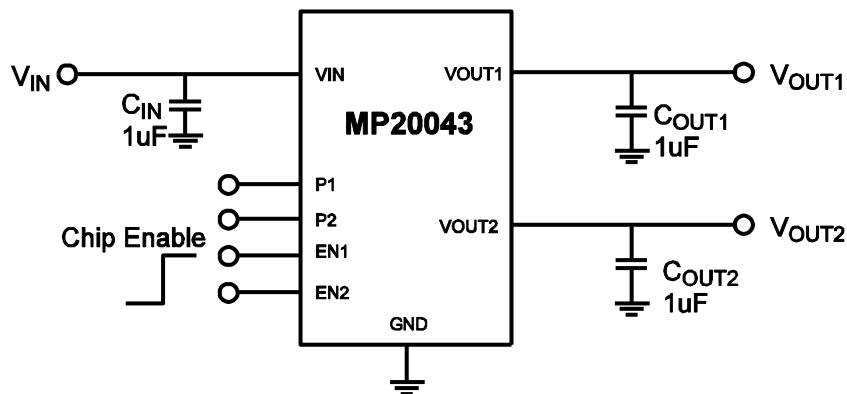 VIN
VIN
VOUT1
VOUT1
CIN
1uF
MP20043
COUT1
1uF
P1
P2
VOUT2
VOUT2
Chip Enable
EN1
EN2
COUT2
1uF
GND